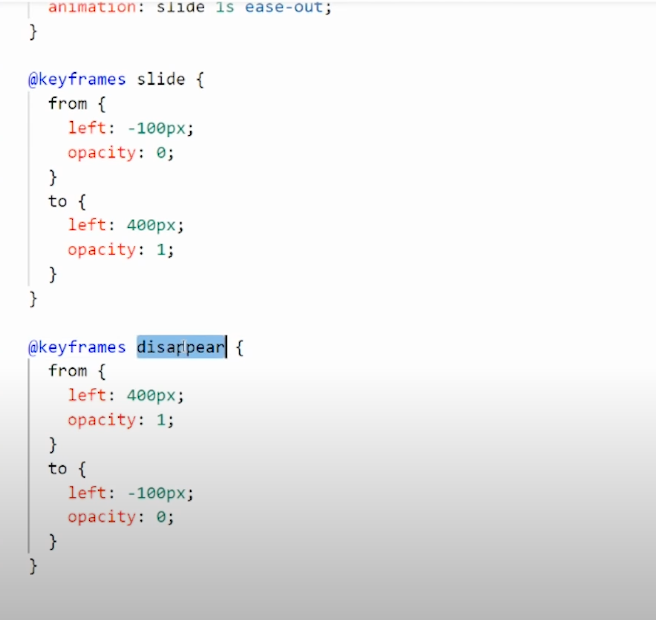 animation: slide 1s ease-out;
}
@keyframes slide {
from {
left: -100px;
opacity: 0;
}
to {
left: 400px;
opacity: 1;
}
}
@keyframes disappear {
from {
left: 400px;
opacity: 1;
}
to {
left: -100px;
opacity: 0;
}
}